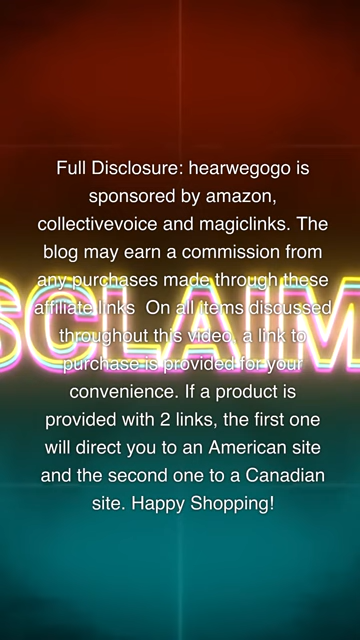 Full Disclosure: hearwegogo is
sponsored by amazon,
collectivevoice and magiclinks. The
blog may earn a commission from
any purchases made through these
affiliate links  On all items discussed
throughout this video, a link to
purchase is provided for your
convenience. If a product is
provided with 2 links, the first one
will direct you to an American site
and the second one to a Canadian
site. Happy Shopping!
SCLAIM